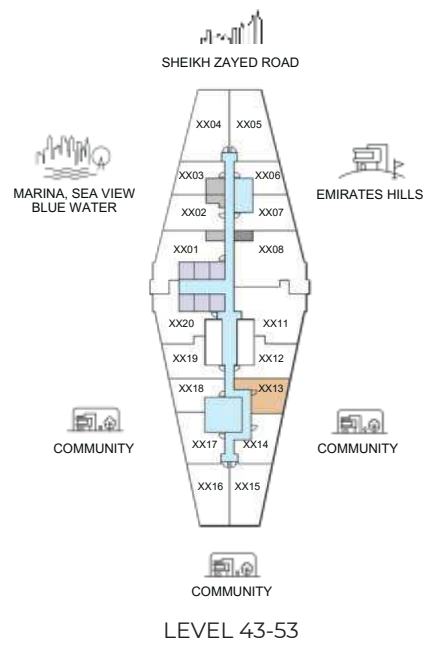 SHEIKH ZAYED ROAD
XX04 XX05
MARINA, SEA VIEW
BLUE WATER
XX03 XX06
EMIRATES HILLS
XX02 XX07
XX01 XX08
XX20 XX11
XX19 XX12
XX18 XX13
COMMUNITY
COMMUNITY
XX17 XX14
XX16 XX15
COMMUNITY
LEVEL 43-53